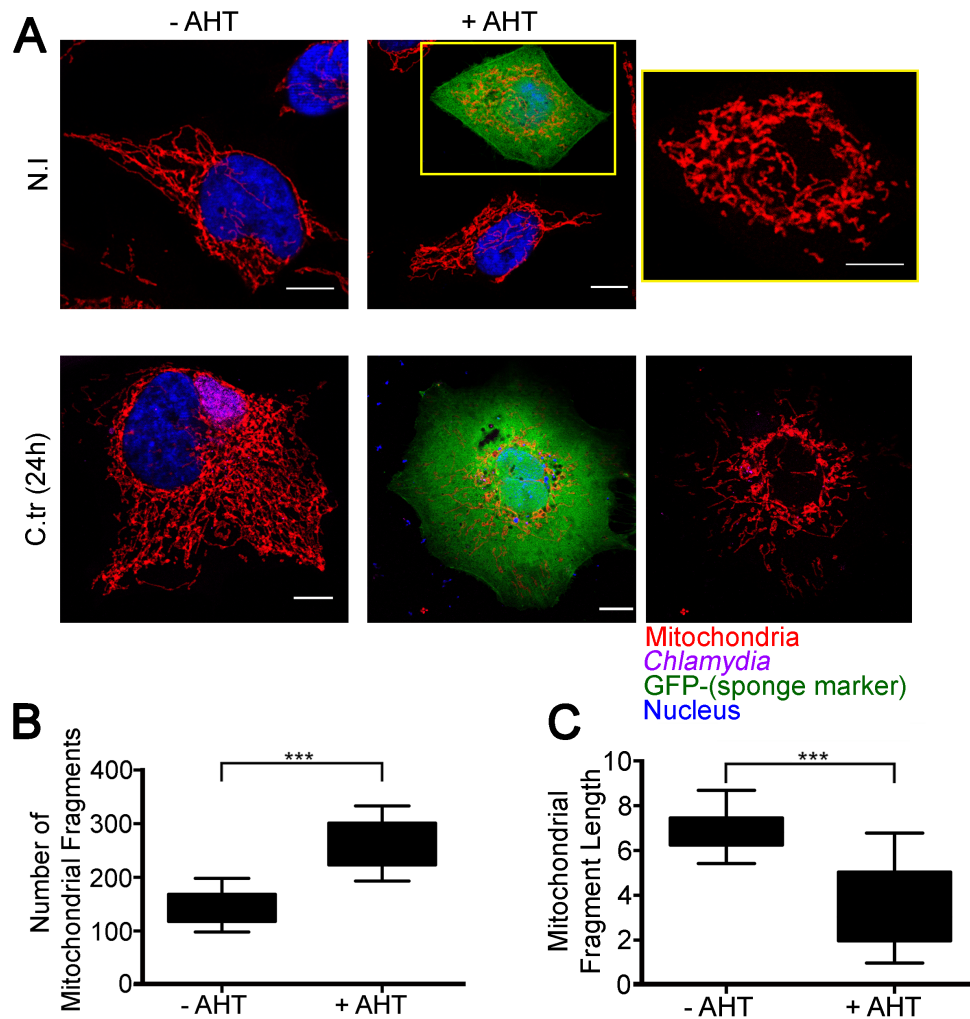 A
- AHT
+ AHT
N.I
C.tr (24h)
Mitochondria
Chlamydia
GFP-(sponge marker)
Nucleus
B
Number of
Mitochondrial Fragments
400
300
200
100
0
***
- AHT
+ AHT
C
Mitochondrial
Fragment Length
10
8
6
4
2
0
***
- AHT
+ AHT